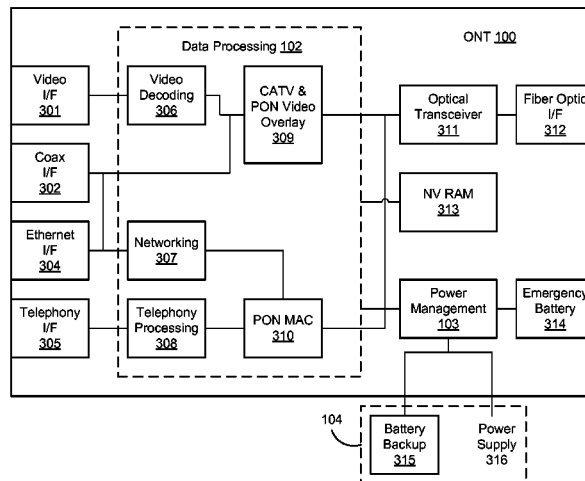 ONT 100
Data Processing 102
Video
I/F
301
Video
Decoding
306
CATV &
PON Video
Overlay
309
Optical
Transceiver
311
Fiber Optic
I/F
312
Coax
I/F
302
NV RAM
313
Ethernet
I/F
304
Networking
307
Telephony
I/F
305
Telephony
Processing
308
PON MAC
310
Power
Management
103
Emergency
Battery
314
104
Battery
Backup
315
Power
Supply
316